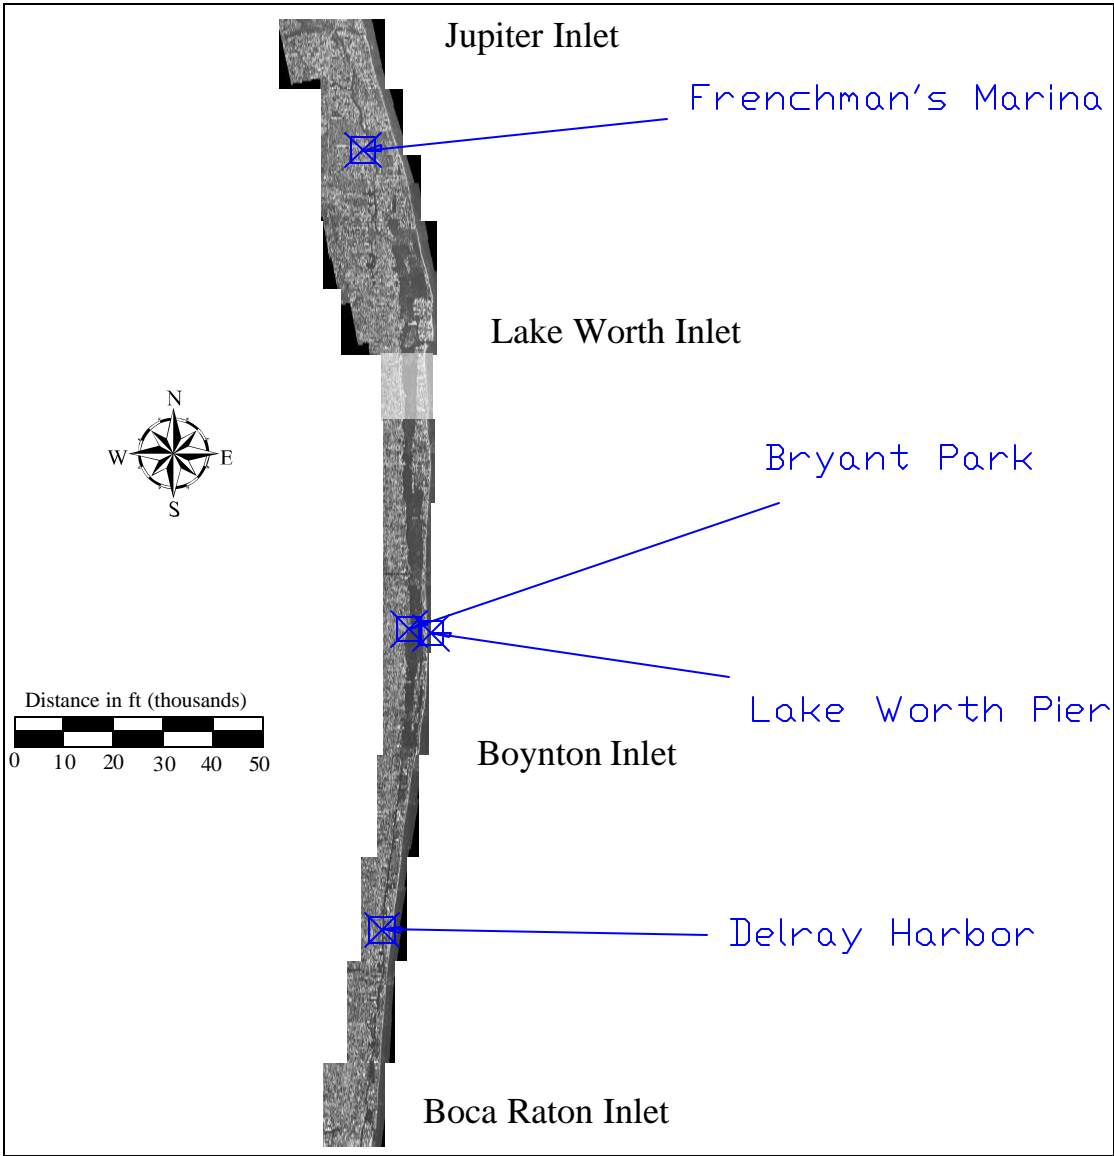 Jupiter Inlet
Frenchman's Marina
Lake Worth Inlet
N
W E
S
Bryant Park
Distance in ft (thousands)
0 10 20 30 40 50
Lake Worth Pier
Boynton Inlet
Delray Harbor
Boca Raton Inlet